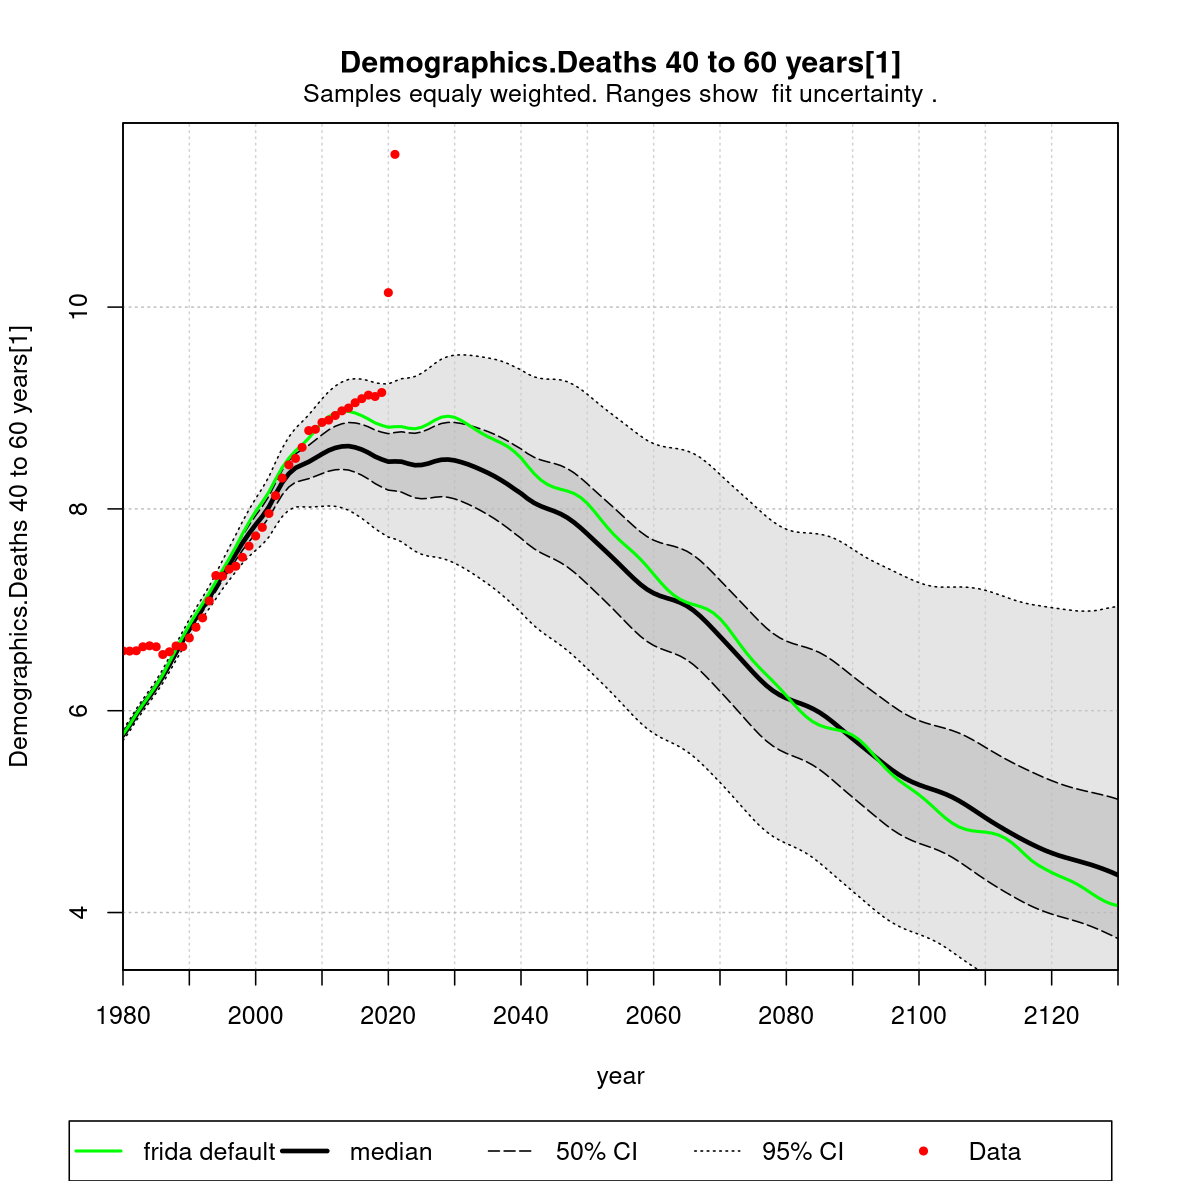 Demographics.Deaths 40 to 60 years[1]
Samples equaly weighted. Ranges show  fit uncertainty .
Demographics.Deaths 40 to 60 years[1]
10
8
6
4
1980 2000 2020 2040 2060 2080 2100 2120
year
frida default median 50% CI 95% CI Data